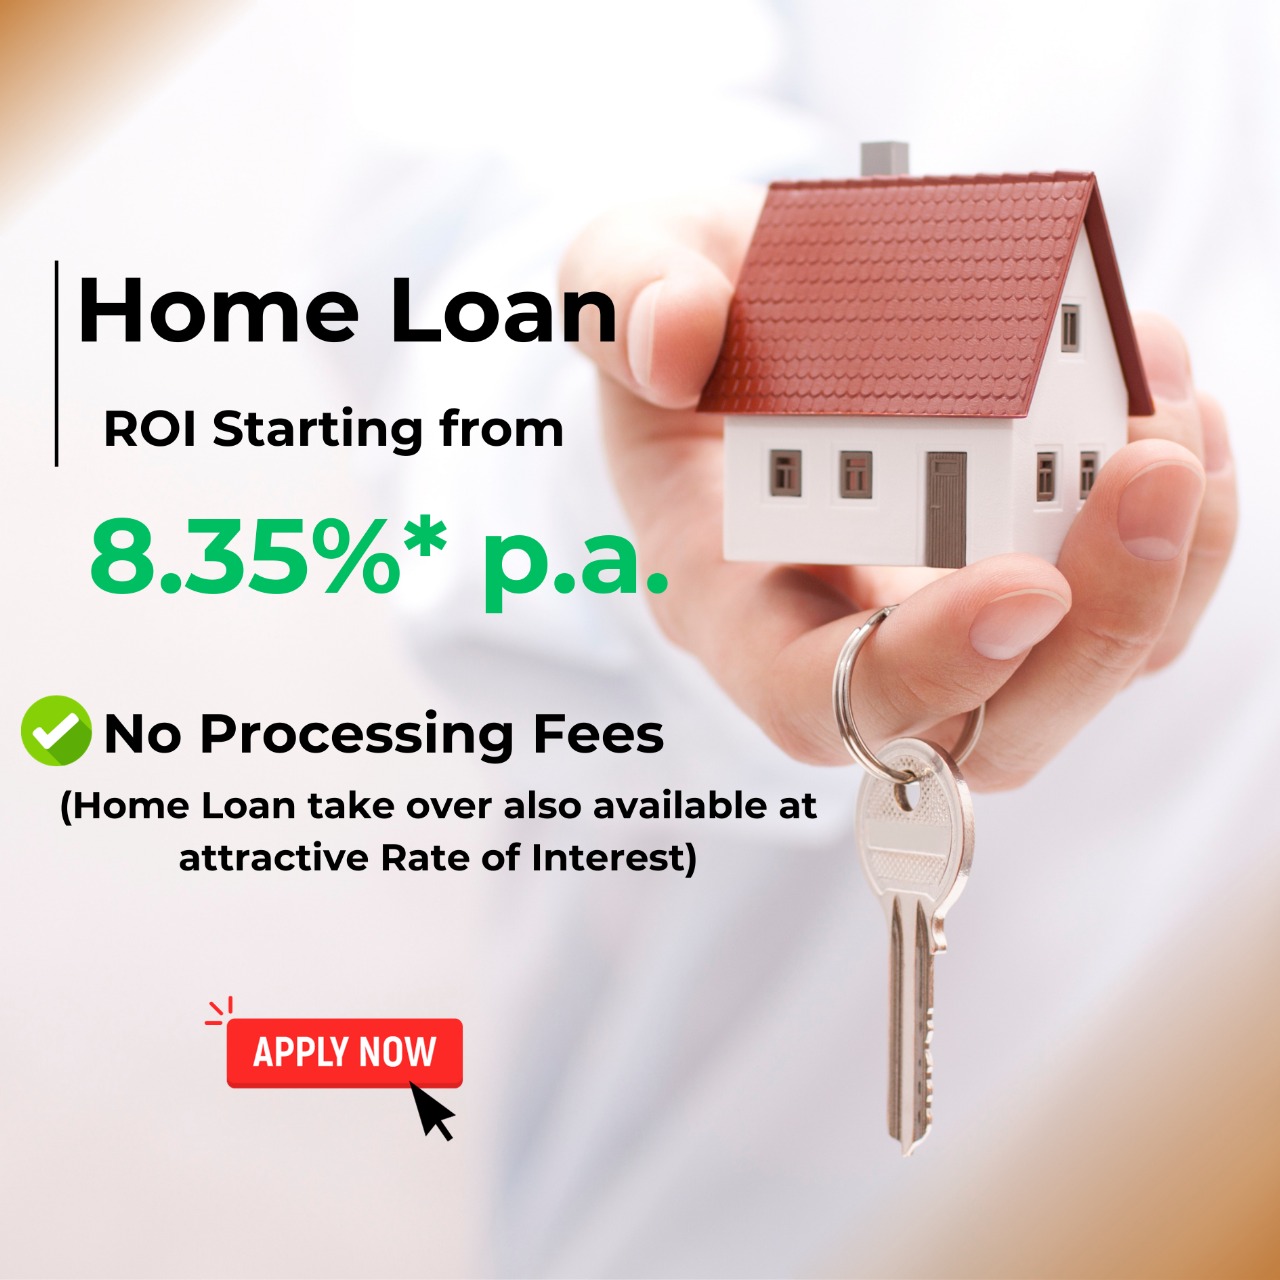 Home Loan
ROI Starting from
8.35%* p.a.
No Processing Fees
(Home Loan take over also available at
attractive Rate of Interest)
APPLY NOW